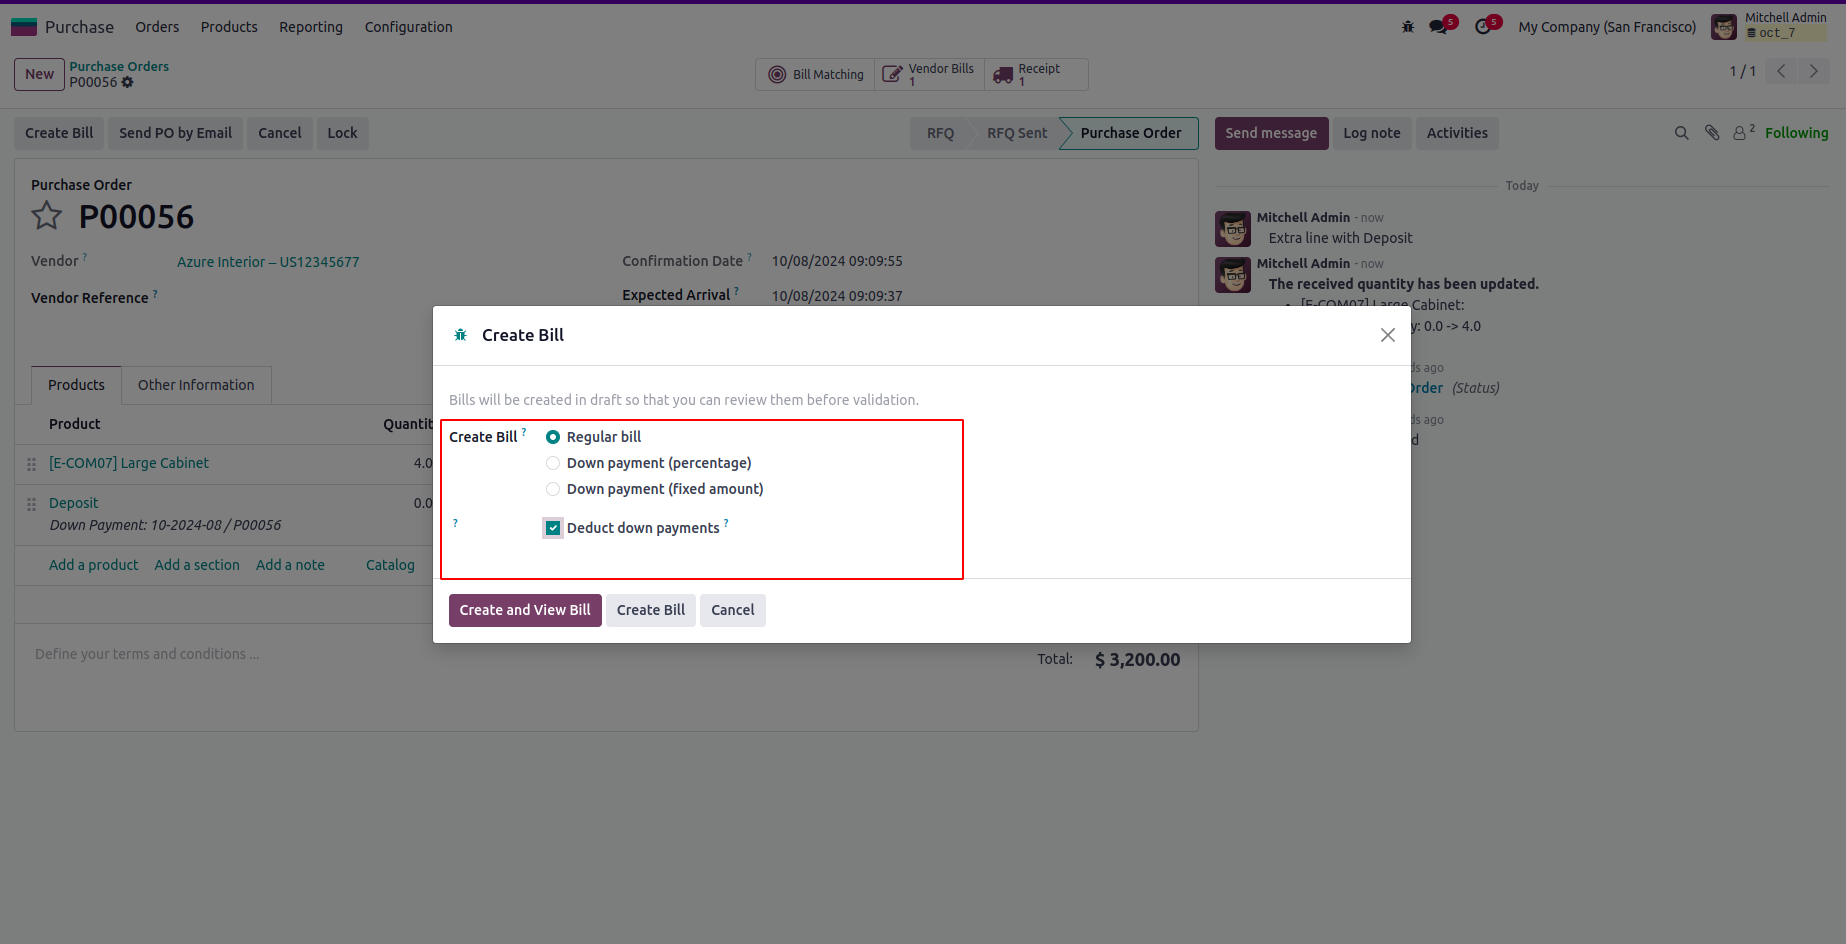 Purchase Orders Products Reporting Configuration 5 5 My Company (San Francisco) Mitchell Admin
oct_7
New Purchase Orders
P00056
Bill Matching
Vendor Bills
1
Receipt
1
1 / 1
Create Bill Send PO by Email Cancel Lock RFQ RFQ Sent Purchase Order Send message Log note Activities 2 Following
Purchase Order
P00056
Vendor ? Azure Interior – US12345677
Vendor Reference ?
Confirmation Date ? 10/08/2024 09:09:55
Expected Arrival ? 10/08/2024 09:09:37
Today
Mitchell Admin - now
Extra line with Deposit
Mitchell Admin - now
The received quantity has been updated.
[E-COM07] Large Cabinet:
y: 0.0 -> 4.0
ds ago
Order (Status)
ds ago
d
Products Other Information
Product Quantit
[E-COM07] Large Cabinet 4.0
Deposit 0.0
Down Payment: 10-2024-08 / P00056
Add a product Add a section Add a note Catalog
Define your terms and conditions ...
Total: $ 3,200.00
Create Bill
Bills will be created in draft so that you can review them before validation.
Create Bill ? Regular bill
Down payment (percentage)
Down payment (fixed amount)
? Deduct down payments ?
Create and View Bill Create Bill Cancel